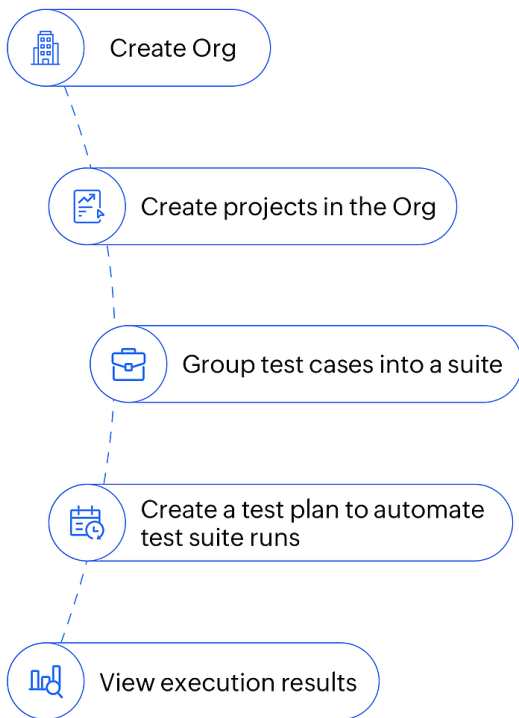 Create Org
Create projects in the Org
Group test cases into a suite
Create a test plan to automate
test suite runs
View execution results